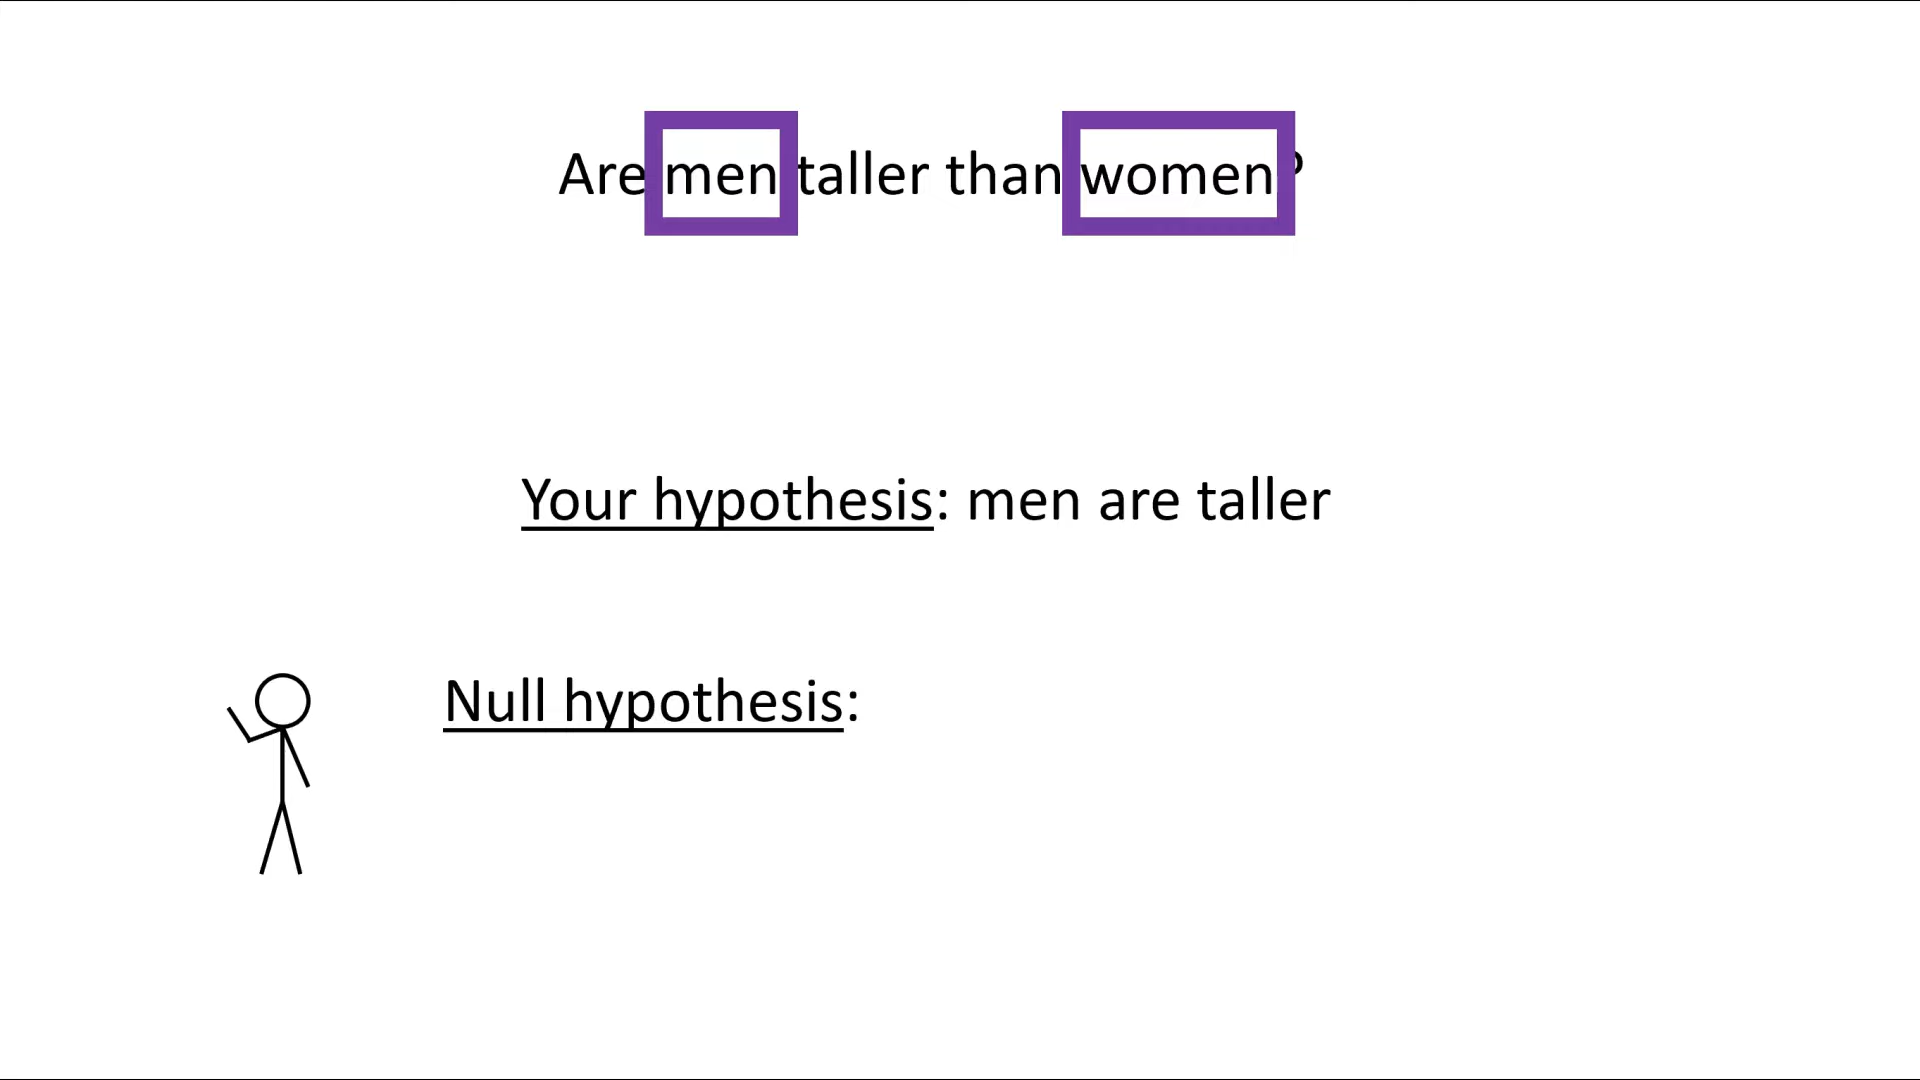 Are men taller than women?
Your hypothesis: men are taller
Null hypothesis: